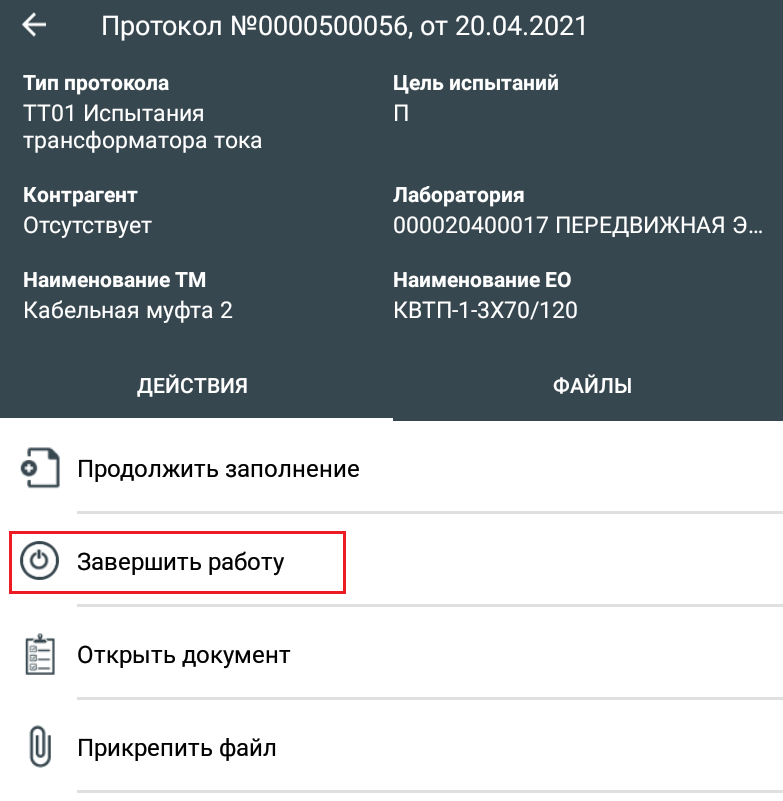 Протокол №0000500056, от 20.04.2021
Тип протокола
ТТ01 Испытания
трансформатора тока
Цель испытаний
П
Контрагент
Отсутствует
Лаборатория
000020400017 ПЕРЕДВИЖНАЯ Э...
Наименование ТМ
Кабельная муфта 2
Наименование ЕО
КВТП-1-3Х70/120
ДЕЙСТВИЯ
ФАЙЛЫ
Продолжить заполнение
Завершить работу
Открыть документ
Прикрепить файл